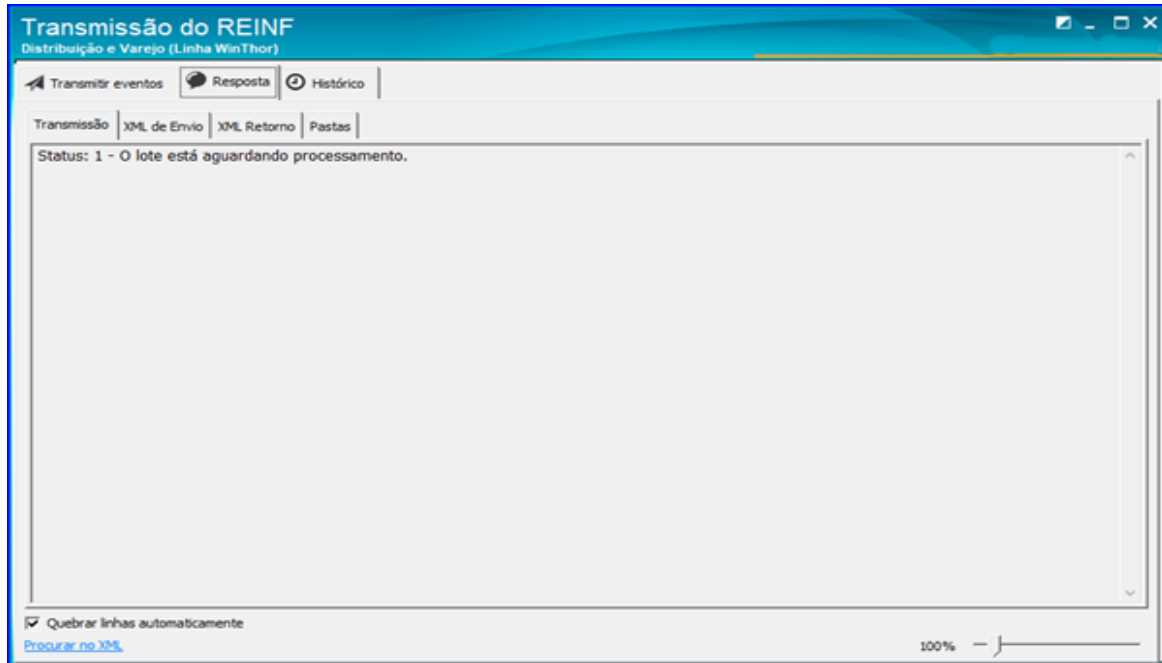 Transmissão do REINF
Distribuição e Varejo (Linha WinThor)
Transmitir eventos Resposta Histórico
Transmissão XML de Envio XML Retorno Pastas
Status: 1 - O lote está aguardando processamento.
Quebrar linhas automaticamente
Procurar no XML
100%